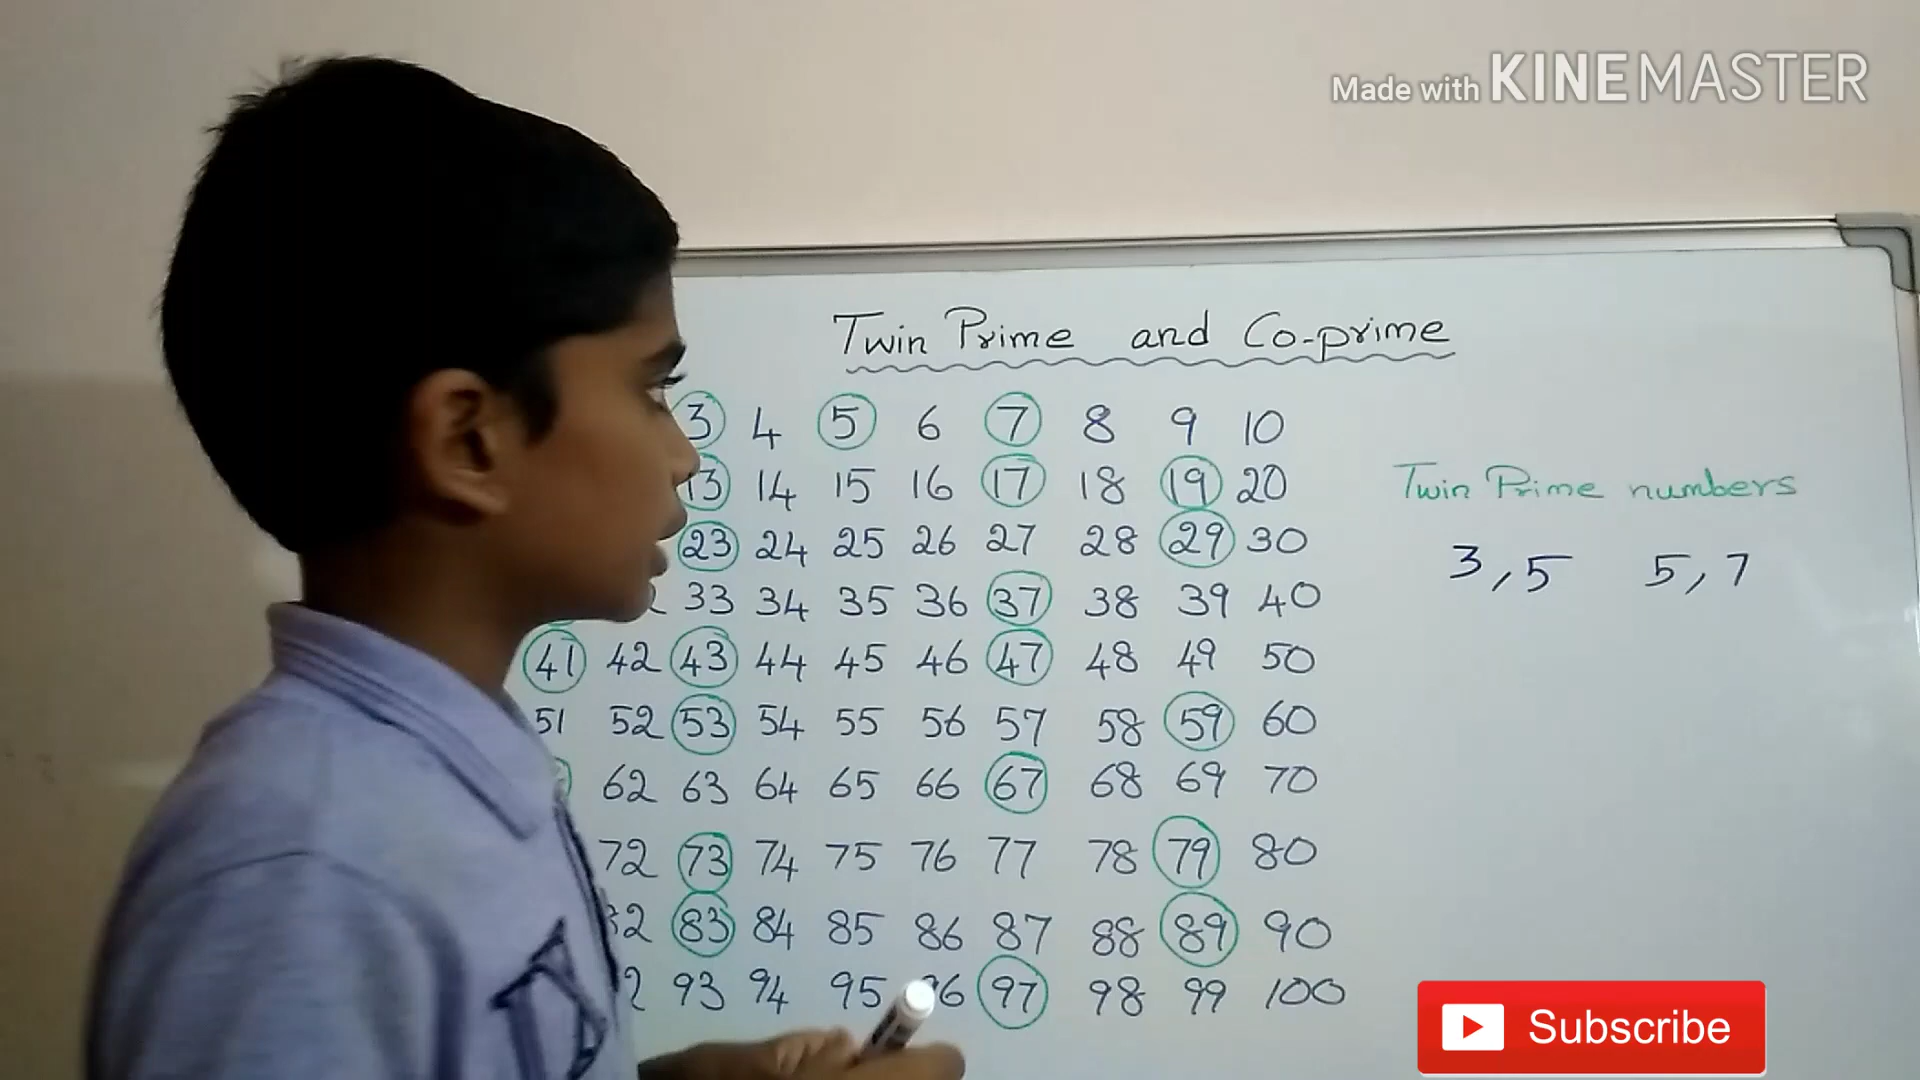 Made with KINEMASTER
Twin Prime and Co-prime
3 4 5 6 7 8 9 10
13 14 15 16 17 18 19 20
23 24 25 26 27 28 29 30
33 34 35 36 37 38 39 40
41 42 43 44 45 46 47 48 49 50
51 52 53 54 55 56 57 58 59 60
62 63 64 65 66 67 68 69 70
72 73 74 75 76 77 78 79 80
83 84 85 86 87 88 89 90
93 94 95 97 98 99 100
Twin Prime numbers
3,5 5,7
Subscribe